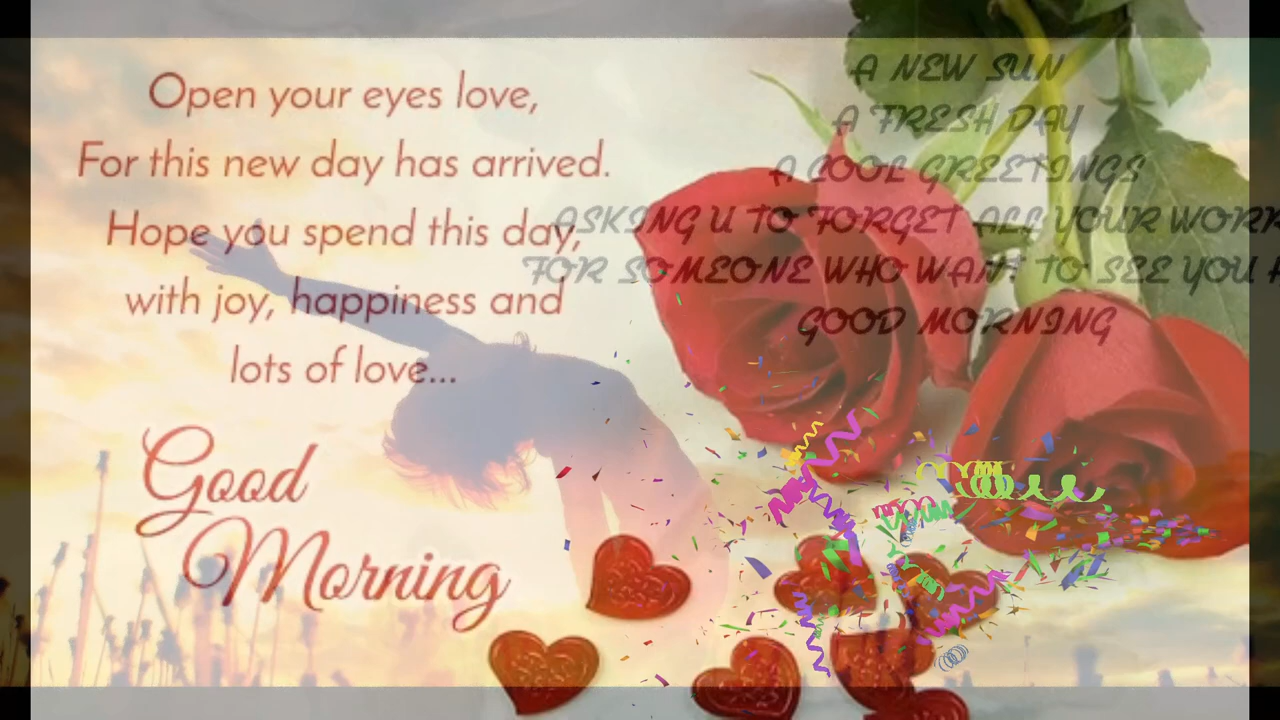 Open your eyes love,
For this new day has arrived.
Hope you spend this day,
with joy, happiness and
lots of love...
Good
Morning
A NEW SUN
A FRESH DAY
A COOL GREETINGS
ASKING U TO FORGET ALL YOUR
FOR SOMEONE WHO WANT TO SEE YOU
GOOD MORNING